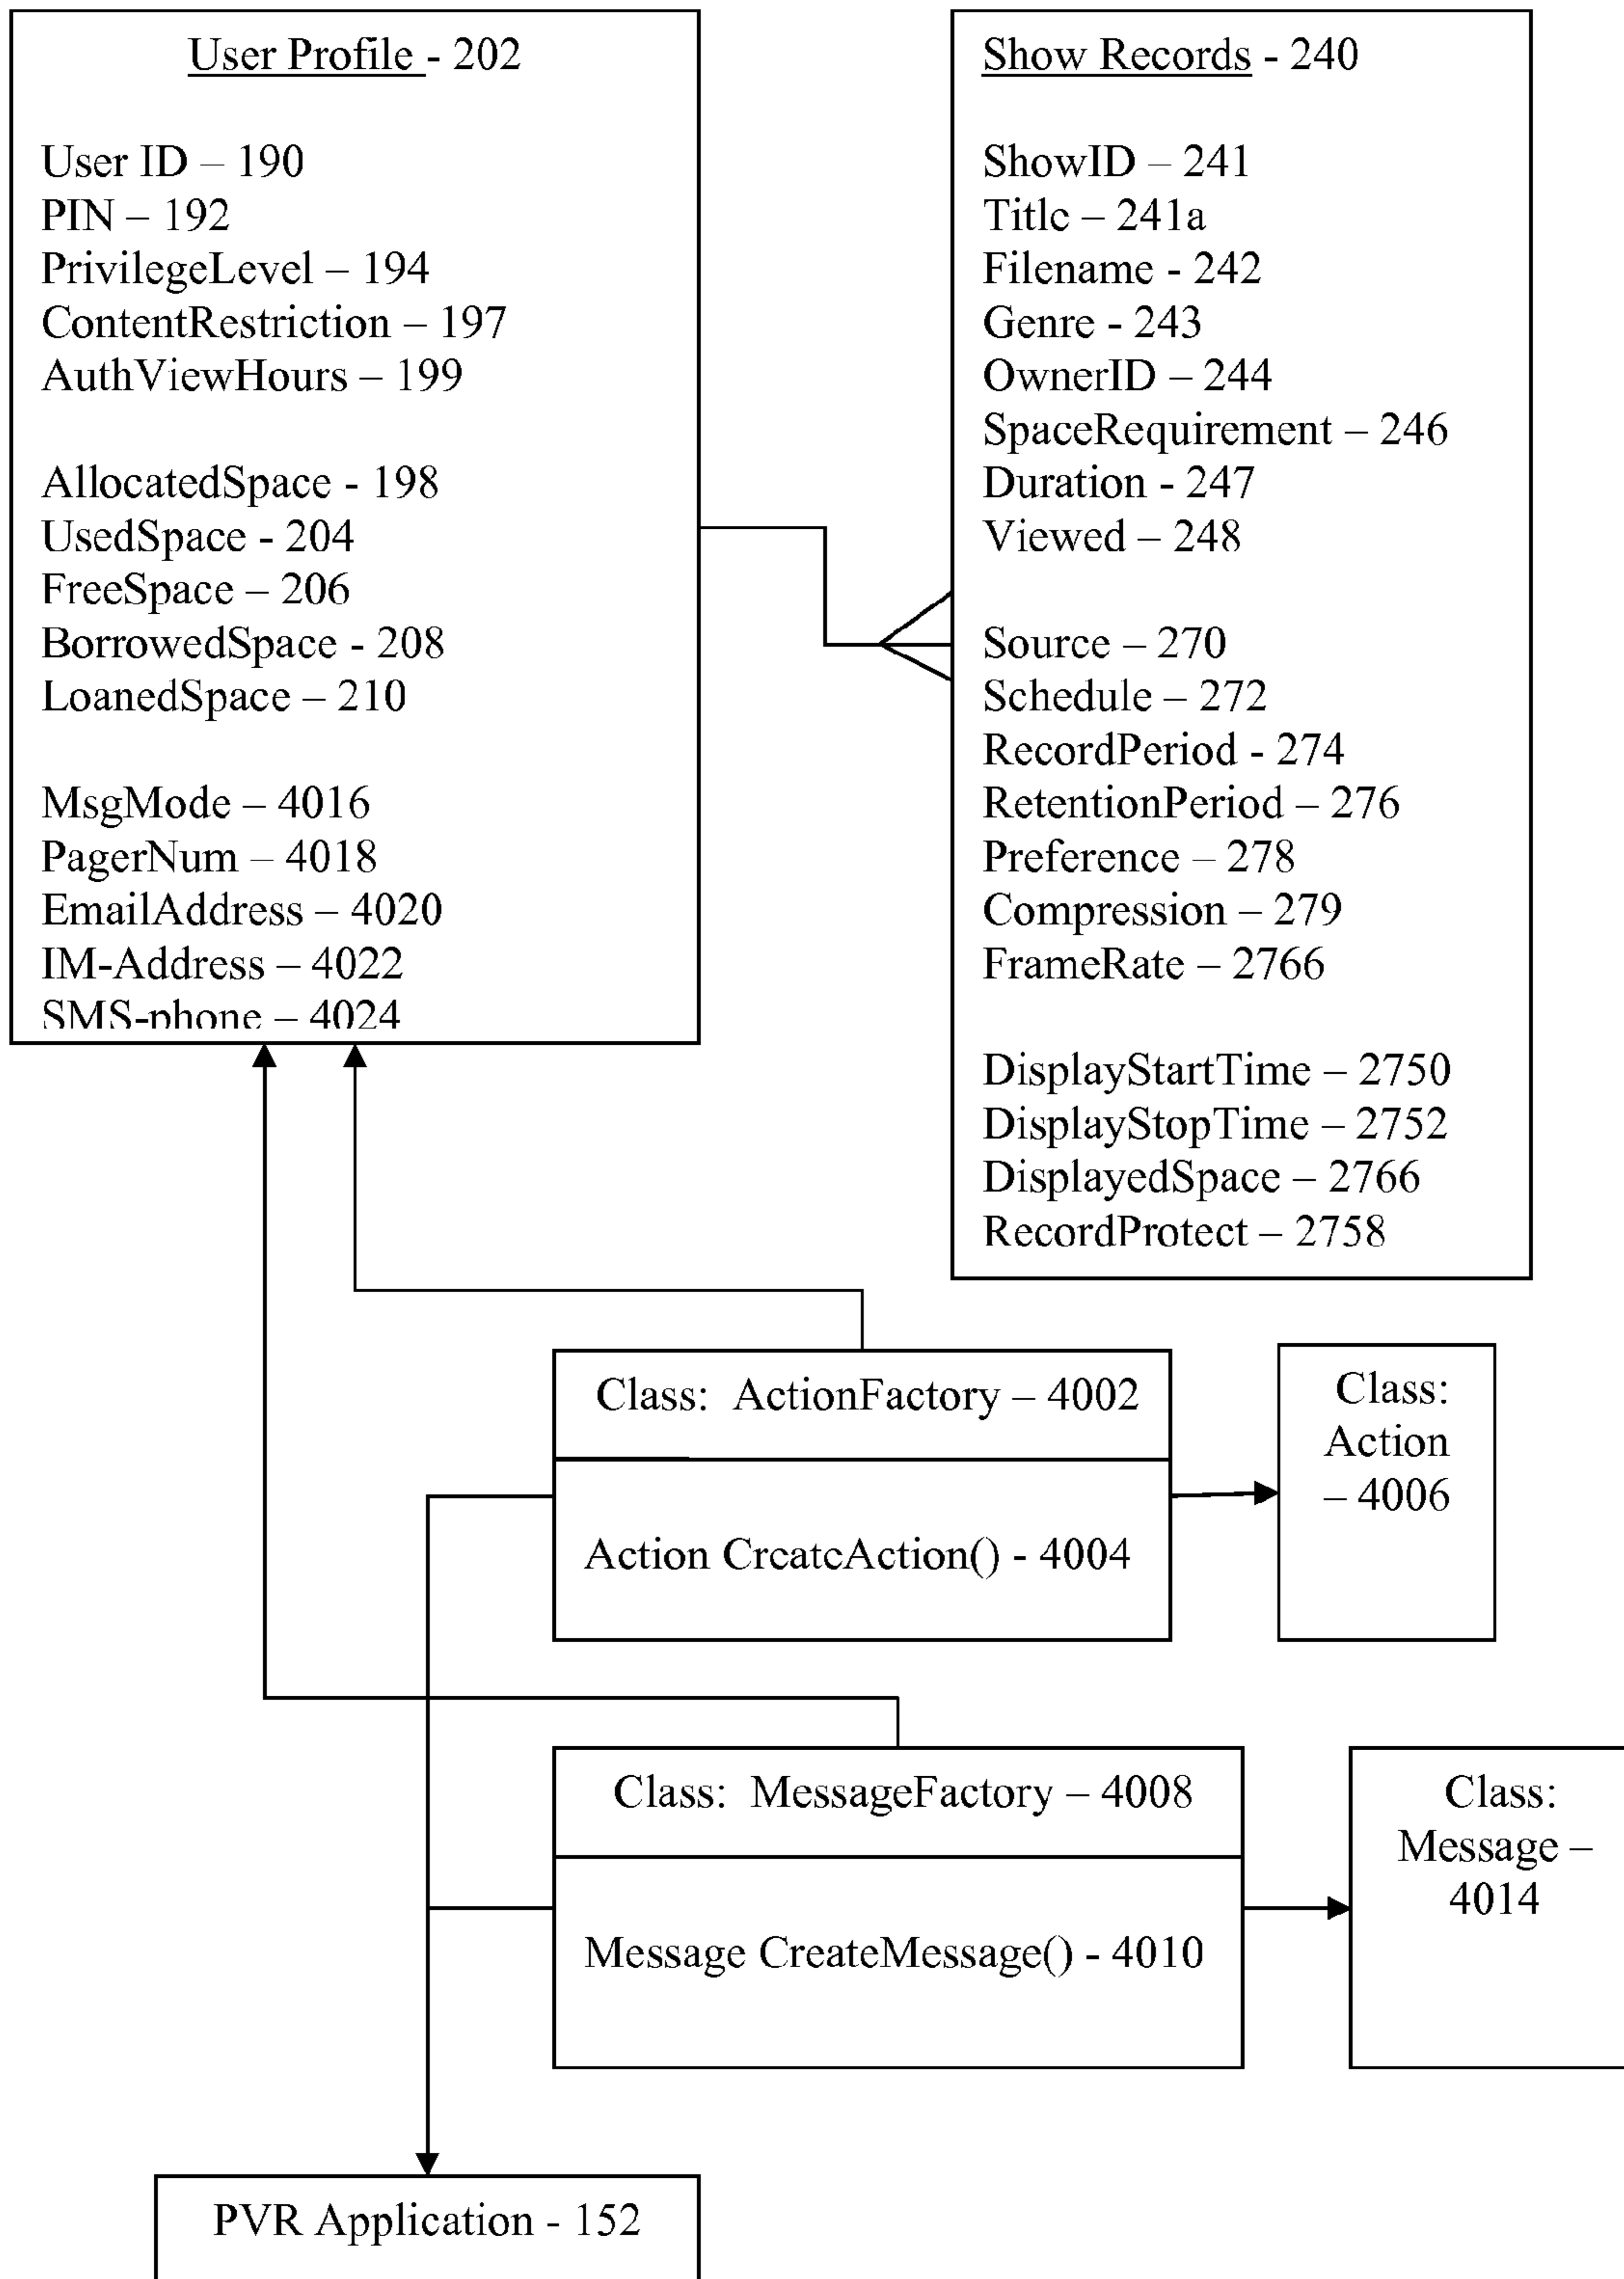 User Profile - 202
User ID – 190
PIN – 192
PrivilegeLevel – 194
ContentRestriction – 197
AuthViewHours – 199
AllocatedSpace - 198
UsedSpace - 204
FreeSpace – 206
BorrowedSpace - 208
LoanedSpace – 210
MsgMode – 4016
PagerNum – 4018
EmailAddress – 4020
IM-Address – 4022
SMS-phone – 4024
Show Records - 240
ShowID – 241
Title – 241a
Filename - 242
Genre - 243
OwnerID – 244
SpaceRequirement – 246
Duration - 247
Viewed – 248
Source – 270
Schedule – 272
RecordPeriod - 274
RetentionPeriod – 276
Preference – 278
Compression – 279
FrameRate – 2766
DisplayStartTime – 2750
DisplayStopTime – 2752
DisplayedSpace – 2766
RecordProtect – 2758
Class: ActionFactory – 4002
Action CreateAction() - 4004
Class:
Action
– 4006
Class: MessageFactory – 4008
Message CreateMessage() - 4010
Class:
Message –
4014
PVR Application - 152